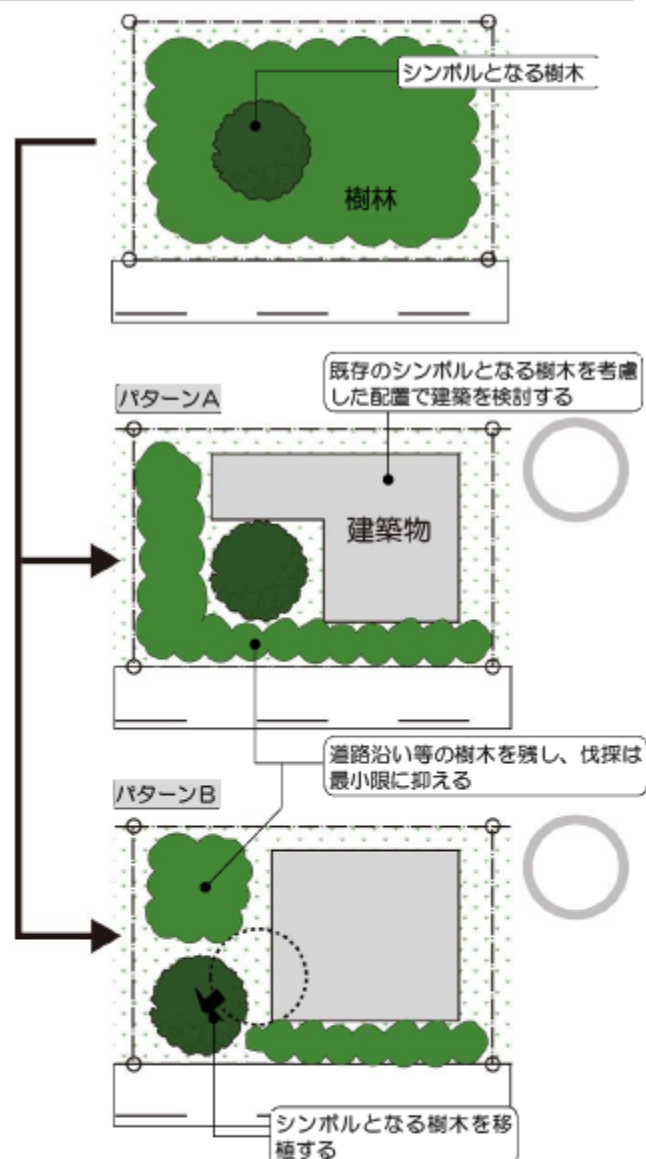 シンボルとなる樹木
樹林
既存のシンボルとなる樹木を考慮
した配置で建築を検討する
パターンA
建築物
道路沿い等の樹木を残し、伐採は
最小限に抑える
パターンB
シンボルとなる樹木を移
植する